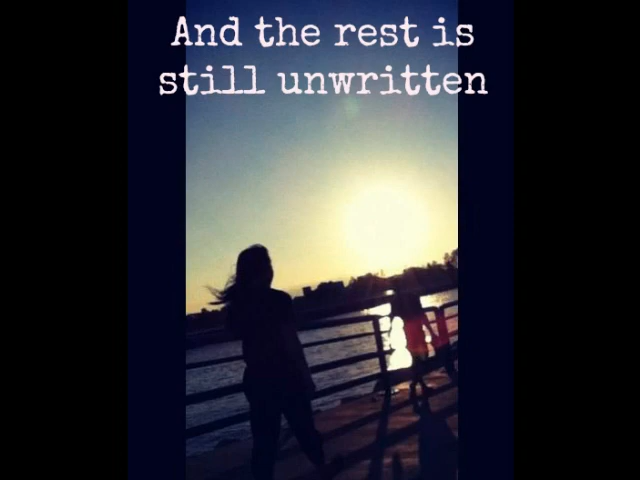 And the rest is
still unwritten